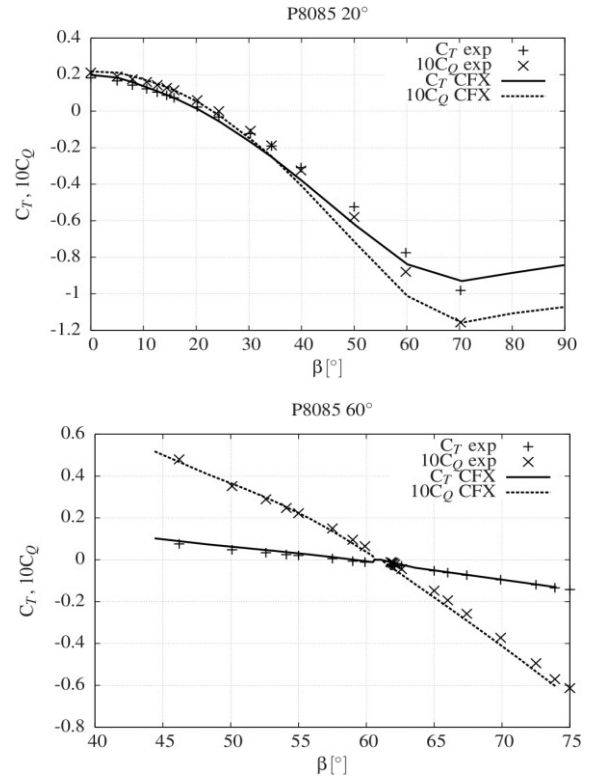 P8085 20°
C_T exp
10C_Q exp
C_T CFX
10C_Q CFX
0.4
0.2
0
-0.2
-0.4
-0.6
-0.8
-1
-1.2
C_T, 10C_Q
0 10 20 30 40 50 60 70 80 90
β[°]
P8085 60°
C_T exp
10C_Q exp
C_T CFX
10C_Q CFX
0.6
0.4
0.2
0
-0.2
-0.4
-0.6
-0.8
C_T, 10C_Q
40 45 50 55 60 65 70 75
β[°]